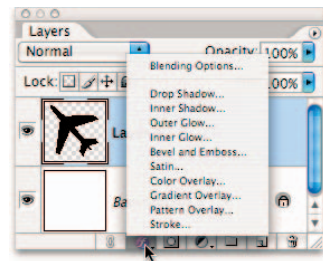 Layers
Normal
Opacity: 100%
Lock:
00%
Blending Options...
Drop Shadow...
Inner Shadow...
Outer Glow...
Inner Glow...
Bevel and Emboss...
Satin...
Color Overlay...
Gradient Overlay...
Pattern Overlay...
Stroke...
La
Ba